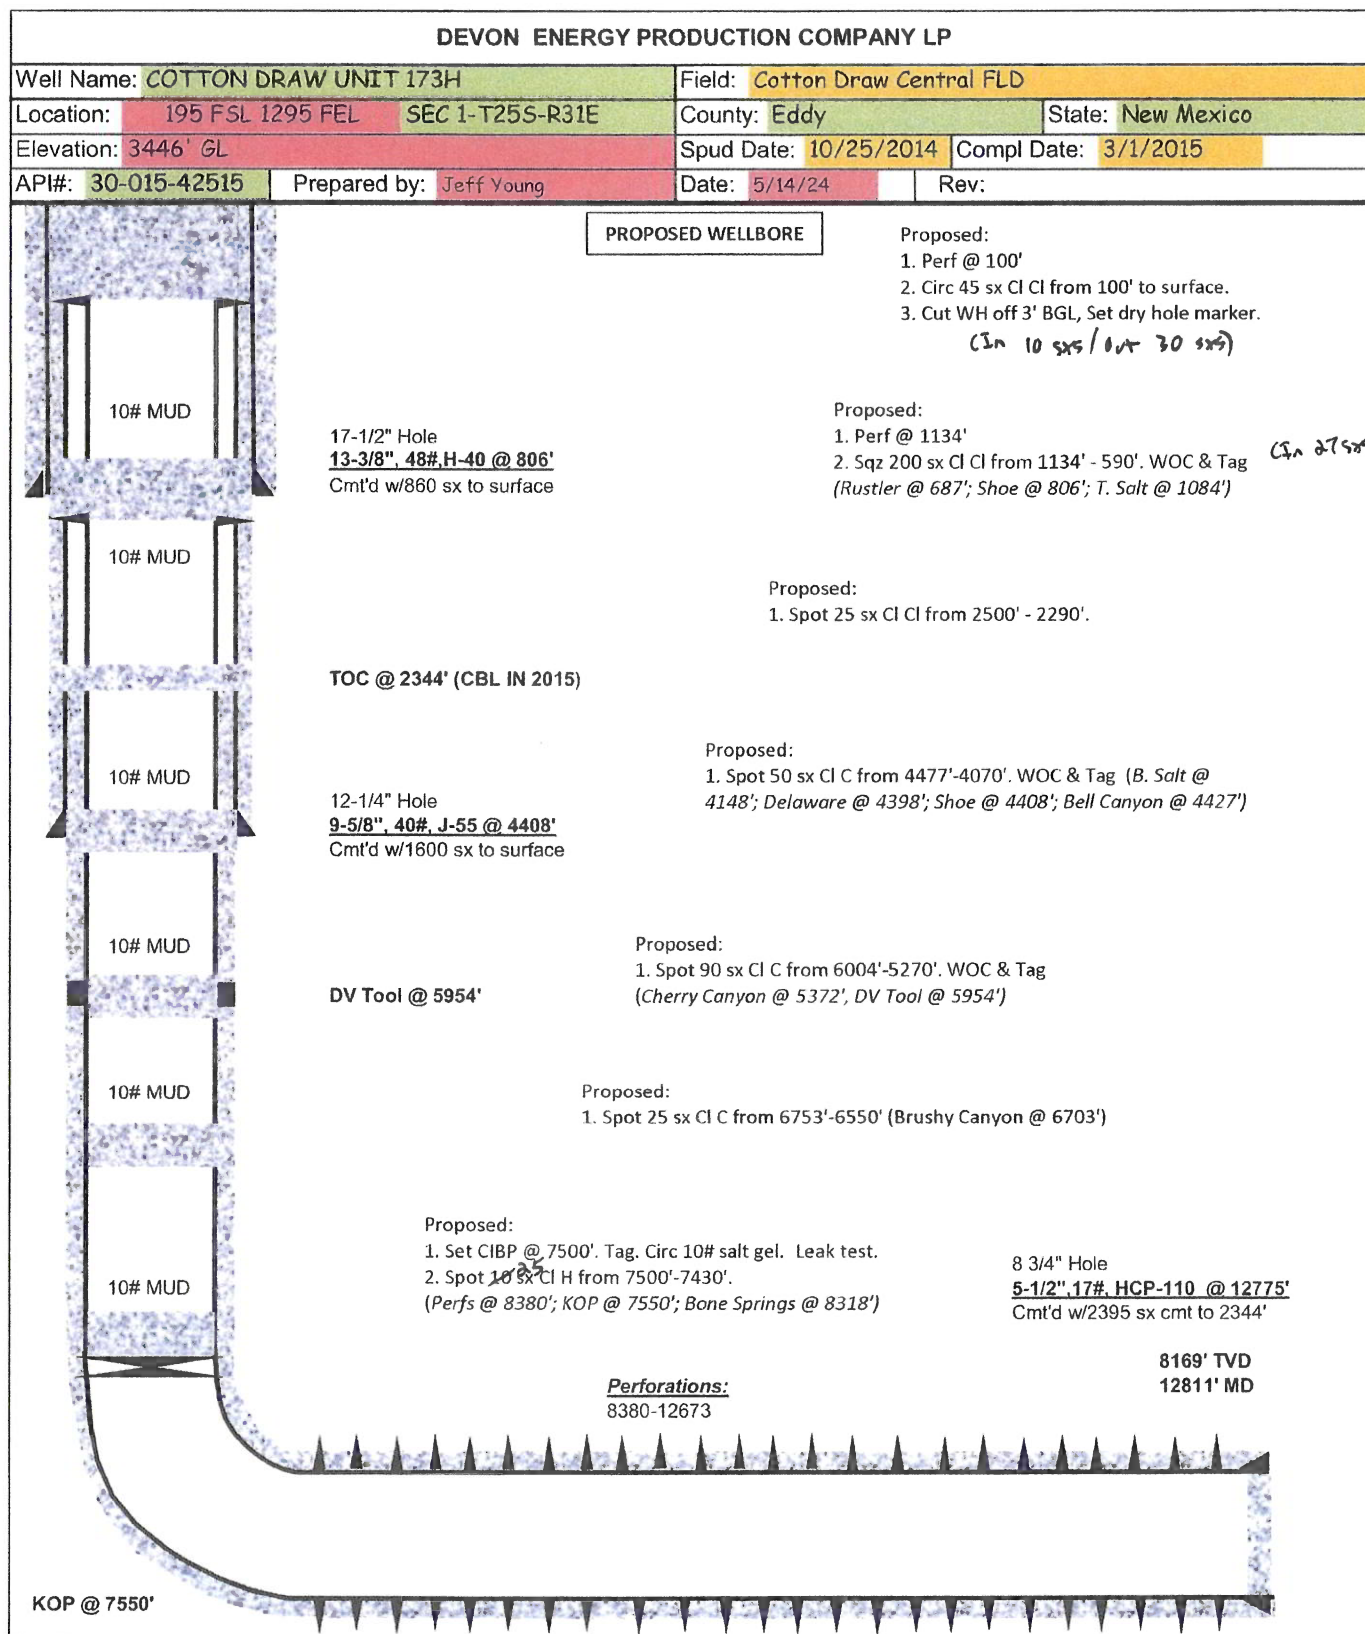 DEVON ENERGY PRODUCTION COMPANY LP
Well Name: COTTON DRAW UNIT 173H Field: Cotton Draw Central FLD
Location: 195 FSL 1295 FEL SEC 1-T25S-R31E County: Eddy State: New Mexico
Elevation: 3446' GL Spud Date: 10/25/2014 Compl Date: 3/1/2015
API#: 30-015-42515 Prepared by: Jeff Young Date: 5/14/24 Rev:
PROPOSED WELLBORE
Proposed:
1. Perf @ 100'
2. Circ 45 sx Cl Cl from 100' to surface.
3. Cut WH off 3' BGL, Set dry hole marker.
(In 10 sxs/out 30 sxs)
10# MUD
17-1/2" Hole
13-3/8", 48#,H-40 @ 806'
Cmt'd w/860 sx to surface
Proposed:
1. Perf @ 1134'
2. Sqz 200 sx Cl Cl from 1134' - 590'. WOC & Tag
(In 27 sxs
(Rustler @ 687'; Shoe @ 806'; T. Salt @ 1084')
10# MUD
Proposed:
1. Spot 25 sx Cl Cl from 2500' - 2290'.
TOC @ 2344' (CBL IN 2015)
10# MUD
Proposed:
1. Spot 50 sx Cl C from 4477'-4070'. WOC & Tag (B. Salt @
4148'; Delaware @ 4398'; Shoe @ 4408'; Bell Canyon @ 4427')
12-1/4" Hole
9-5/8", 40#, J-55 @ 4408'
Cmt'd w/1600 sx to surface
10# MUD
Proposed:
1. Spot 90 sx Cl C from 6004'-5270'. WOC & Tag
(Cherry Canyon @ 5372', DV Tool @ 5954')
DV Tool @ 5954'
10# MUD
Proposed:
1. Spot 25 sx Cl C from 6753'-6550' (Brushy Canyon @ 6703')
10# MUD
Proposed:
1. Set CIBP @ 7500'. Tag. Circ 10# salt gel. Leak test.
2. Spot 10 sx 25 Cl H from 7500'-7430'.
(Perfs @ 8380'; KOP @ 7550'; Bone Springs @ 8318')
8 3/4" Hole
5-1/2",17#, HCP-110 @ 12775'
Cmt'd w/2395 sx cmt to 2344'
8169' TVD
12811' MD
Perforations:
8380-12673
KOP @ 7550'